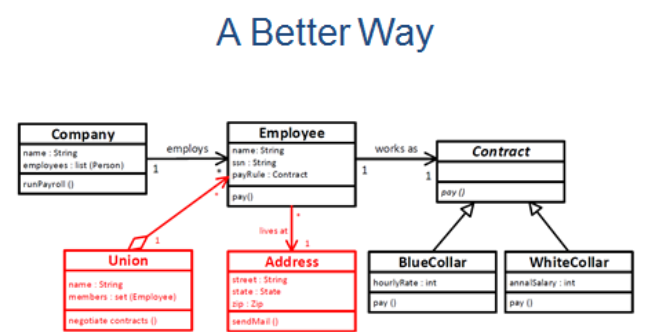 A Better Way
Company
name : String
employees : list (Person)
runPayroll ()
employs
1
*
Employee
name: String
ssn : String
payRule : Contract
pay()
works as
1
1
Contract
pay ()
*
1
Union
name : String
members : set (Employee)
negotiate contracts ()
lives at
*
1
Address
street : String
state : State
zip : Zip
sendMail ()
BlueCollar
hourlyRate : int
pay ()
WhiteCollar
annalSalary : int
pay ()